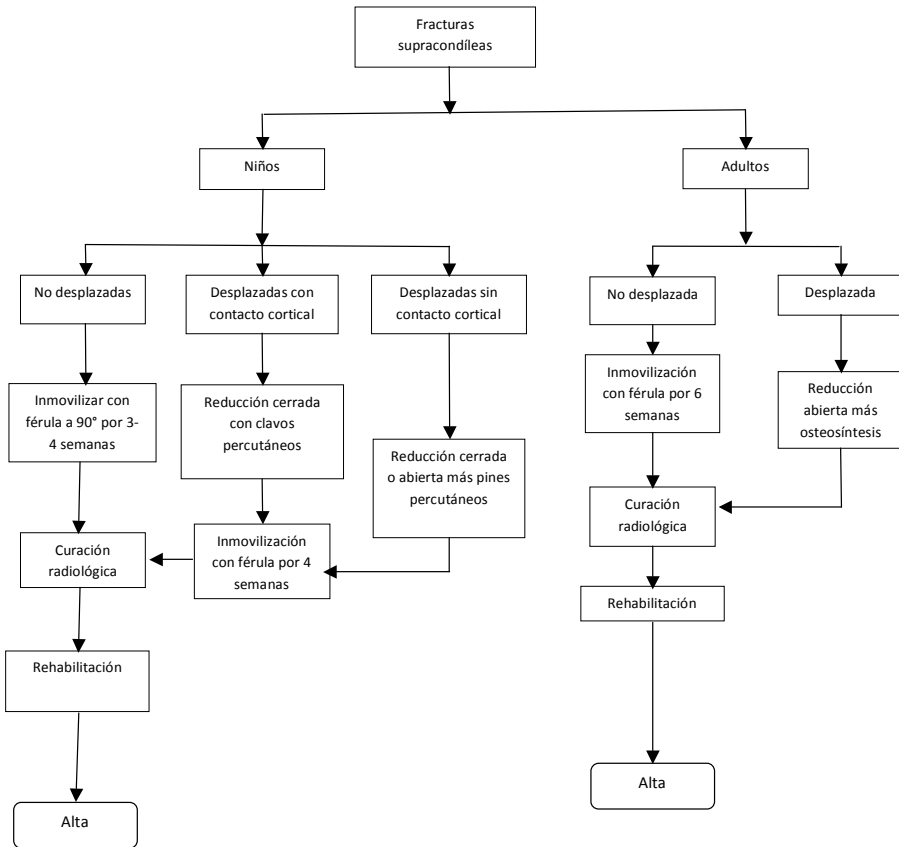 Fracturas
supracondíleas
Niños
Adultos
No desplazadas
Desplazadas con
contacto cortical
Desplazadas sin
contacto cortical
No desplazada
Desplazada
Inmovilizar con
férula a 90° por 3-
4 semanas
Reducción cerrada
con clavos
percutáneos
Reducción cerrada
o abierta más pines
percutáneos
Inmovilización
con férula por 6
semanas
Reducción
abierta más
osteosíntesis
Curación
radiológica
Inmovilización
con férula por 4
semanas
Curación
radiológica
Rehabilitación
Rehabilitación
Alta
Alta